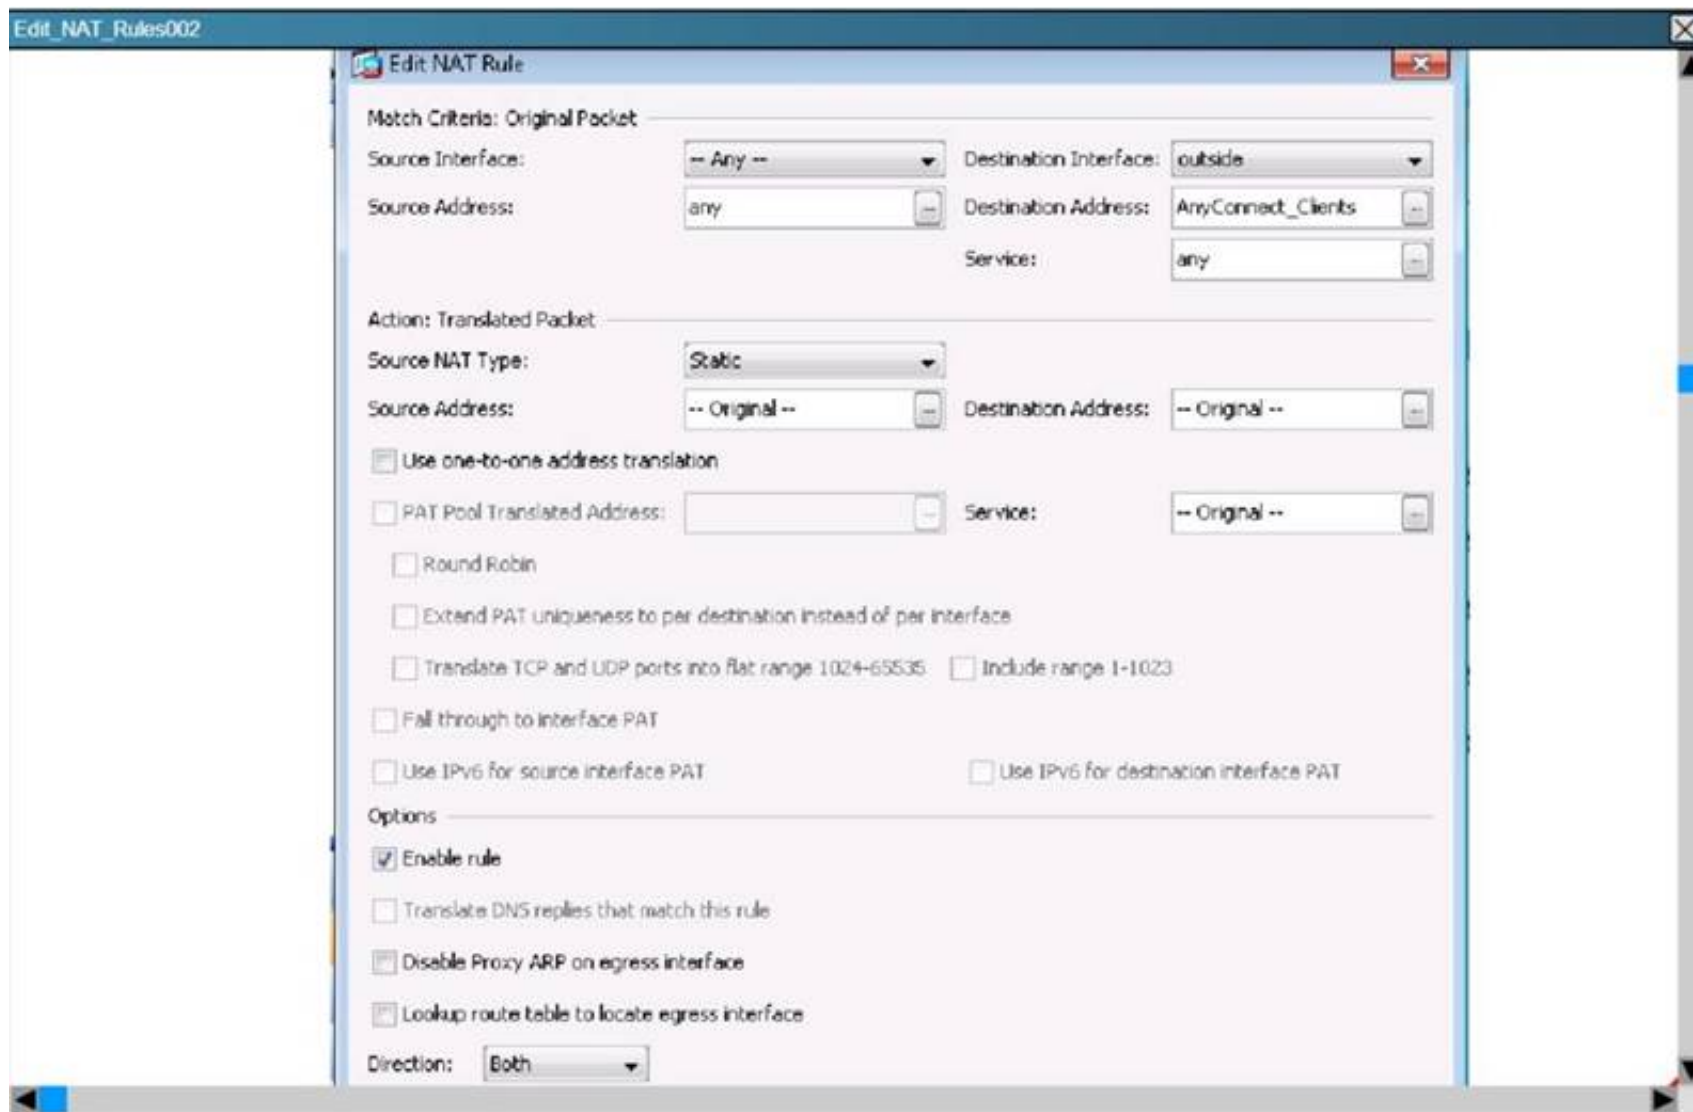 Edit_NAT_Rules002
Edit NAT Rule
Match Criteria: Original Packet
Source Interface: -- Any -- Destination Interface: outside
Source Address: any ... Destination Address: AnyConnect_Clients ...
Service: any ...
Action: Translated Packet
Source NAT Type: Static
Source Address: -- Original -- ... Destination Address: -- Original -- ...
Use one-to-one address translation
PAT Pool Translated Address: ... Service: -- Original -- ...
Round Robin
Extend PAT uniqueness to per destination instead of per interface
Translate TCP and UDP ports into flat range 1024-65535 Include range 1-1023
Fall through to interface PAT
Use IPv6 for source interface PAT Use IPv6 for destination interface PAT
Options
Enable rule
Translate DNS replies that match this rule
Disable Proxy ARP on egress interface
Lookup route table to locate egress interface
Direction: Both